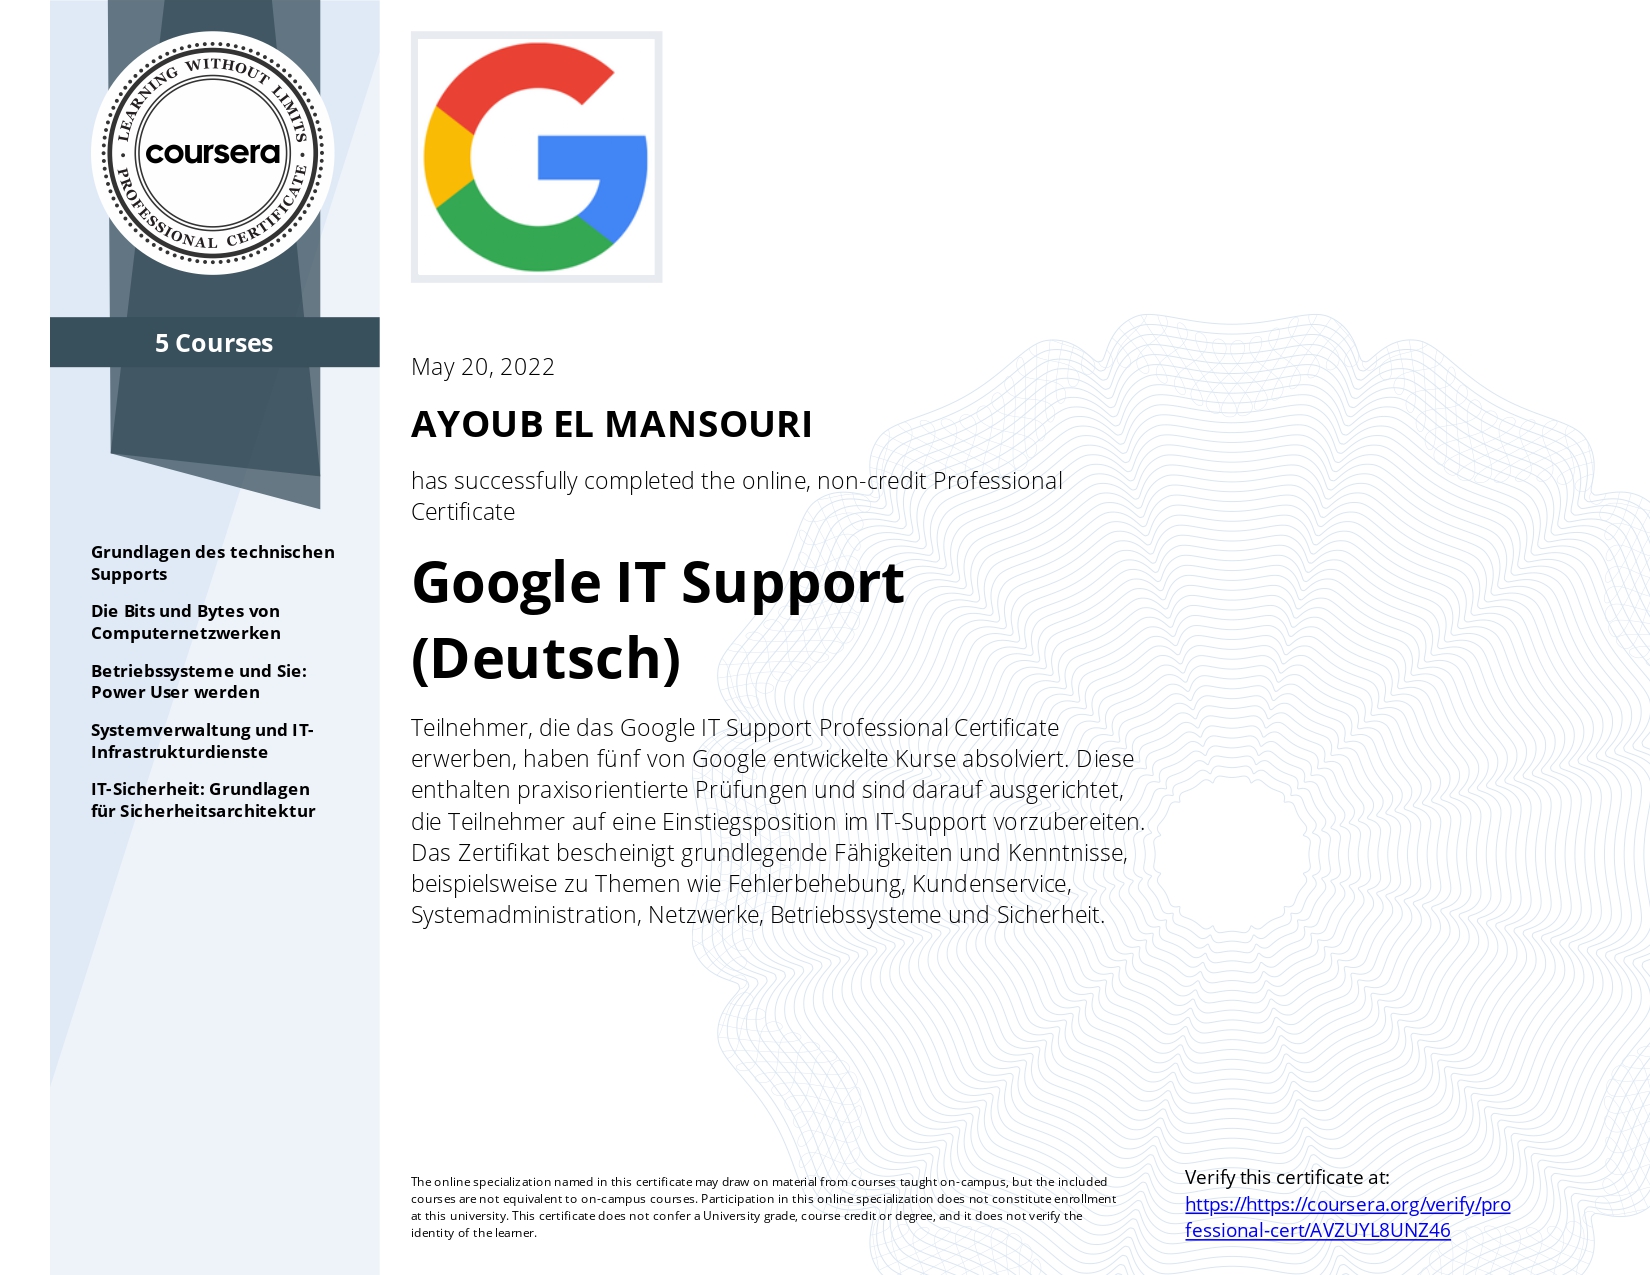 LEARNING WITHOUT LIMITS
coursera
PROFESSIONAL CERTIFICATE
5 Courses
Grundlagen des technischen
Supports
Die Bits und Bytes von
Computernetzwerken
Betriebssysteme und Sie:
Power User werden
Systemverwaltung und IT-
Infrastrukturdienste
IT-Sicherheit: Grundlagen
für Sicherheitsarchitektur
May 20, 2022
AYOUB EL MANSOURI
has successfully completed the online, non-credit Professional
Certificate
Google IT Support
(Deutsch)
Teilnehmer, die das Google IT Support Professional Certificate
erwerben, haben fünf von Google entwickelte Kurse absolviert. Diese
enthalten praxisorientierte Prüfungen und sind darauf ausgerichtet,
die Teilnehmer auf eine Einstiegsposition im IT-Support vorzubereiten.
Das Zertifikat bescheinigt grundlegende Fähigkeiten und Kenntnisse,
beispielsweise zu Themen wie Fehlerbehebung, Kundenservice,
Systemadministration, Netzwerke, Betriebssysteme und Sicherheit.
The online specialization named in this certificate may draw on material from courses taught on-campus, but the included
courses are not equivalent to on-campus courses. Participation in this online specialization does not constitute enrollment
at this university. This certificate does not confer a University grade, course credit or degree, and it does not verify the
identity of the learner.
Verify this certificate at:
https://https://coursera.org/verify/pro
fessional-cert/AVZUYL8UNZ46